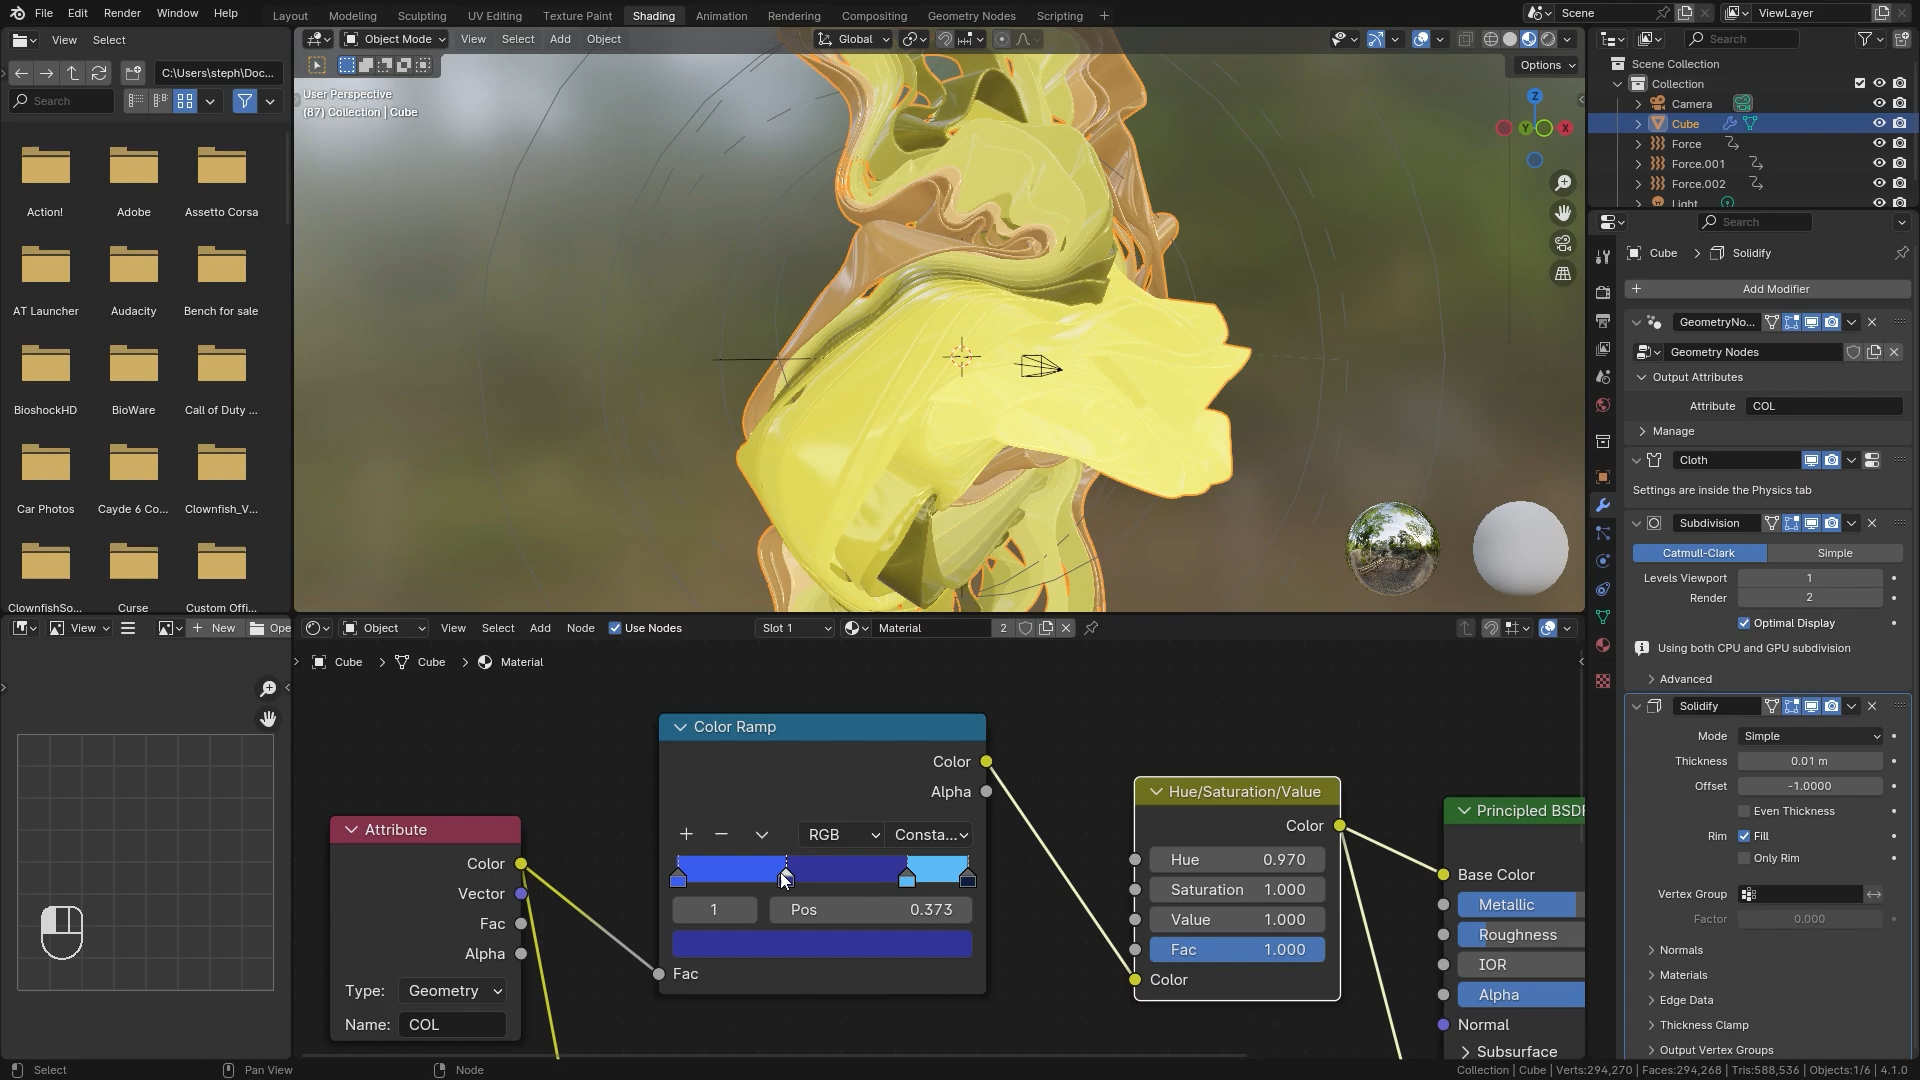 File Edit Render Window Help
Layout Modeling Sculpting UV Editing Texture Paint Shading Animation Rendering Compositing Geometry Nodes Scripting +
Scene
ViewLayer
View Select
C:\Users\steph\Doc...
Search
Action! Adobe Assetto Corsa
AT Launcher Audacity Bench for sale
BioshockHD BioWare Call of Duty ...
Car Photos Cayde 6 Co... Clownfish_V...
ClownfishSo... Curse Custom Offi...
Object Mode View Select Add Object
Global
Options
User Perspective
(87) Collection | Cube
Z
Y
X
Search
Scene Collection
Collection
Camera
Cube
Force
Force.001
Force.002
Light
Search
Cube > Solidify
+ Add Modifier
GeometryNo...
Geometry Nodes
Output Attributes
Attribute COL
Manage
Cloth
Settings are inside the Physics tab
Subdivision
Catmull-Clark Simple
Levels Viewport 1
Render 2
Optimal Display
Using both CPU and GPU subdivision
Advanced
Solidify
Mode Simple
Thickness 0.01 m
Offset -1.0000
Even Thickness
Rim Fill
Only Rim
Vertex Group
Factor 0.000
Normals
Materials
Edge Data
Thickness Clamp
Output Vertex Groups
View
+ New
Ope
Object View Select Add Node Use Nodes
Slot 1
Material 2
Cube > Cube > Material
Attribute
Color
Vector
Fac
Alpha
Type: Geometry
Name: COL
Color Ramp
Color
Alpha
+ − RGB Consta...
1 Pos 0.373
Fac
Hue/Saturation/Value
Color
Hue 0.970
Saturation 1.000
Value 1.000
Fac 1.000
Color
Principled BSDF
Base Color
Metallic
Roughness
IOR
Alpha
Normal
Subsurface
Select
Pan View
Node
Collection | Cube | Verts:294,270 | Faces:294,268 | Tris:588,536 | Objects:1/6 | 4.1.0